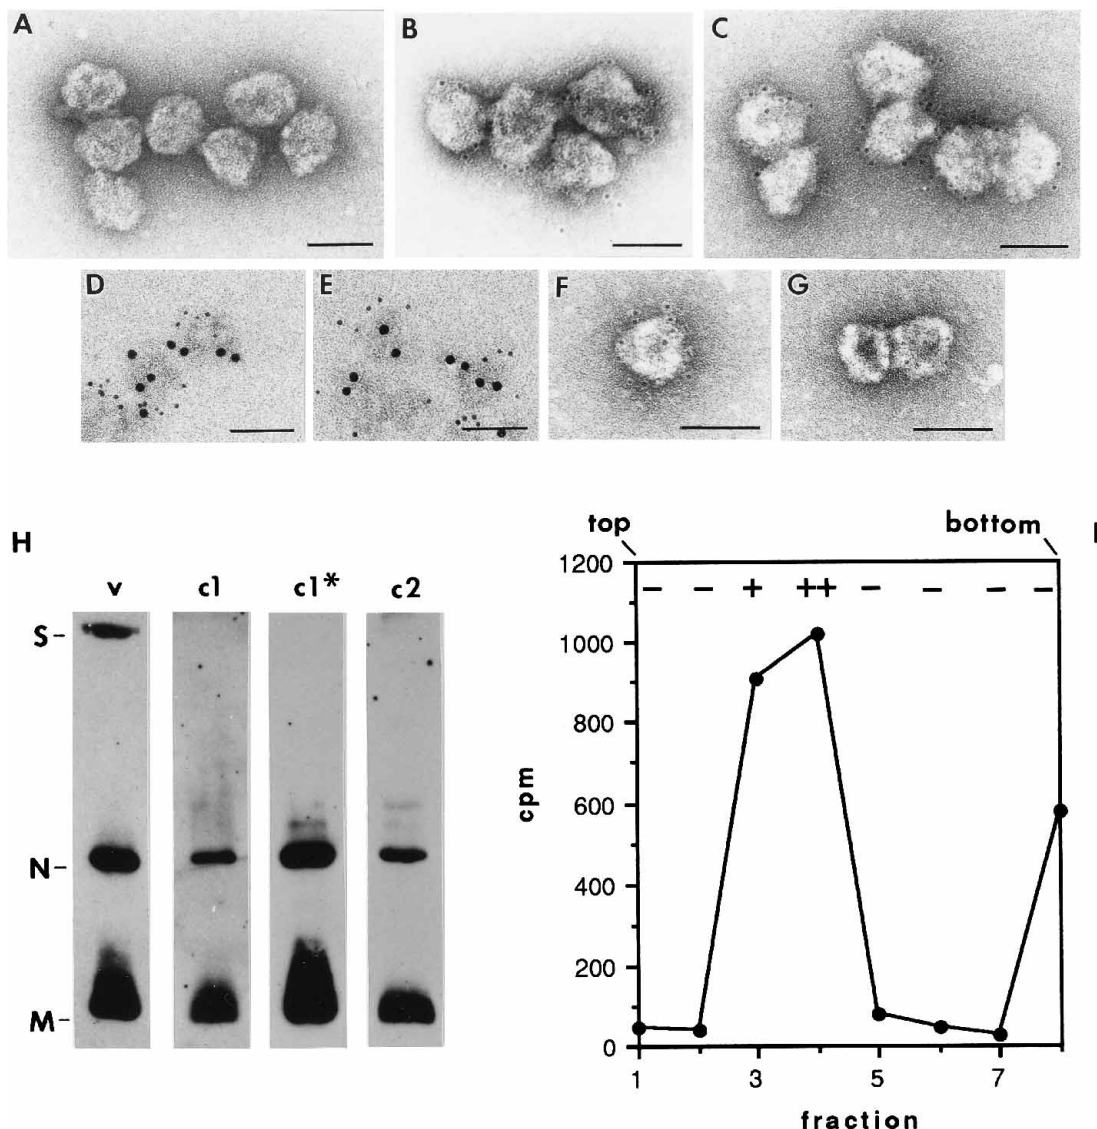 A B C
D E F G
H
v c1 c1* c2
S-
N-
M-
top bottom
1200
1000
800
600
400
200
0
- - + ++ - - - -
cpm
1 3 5 7
fraction